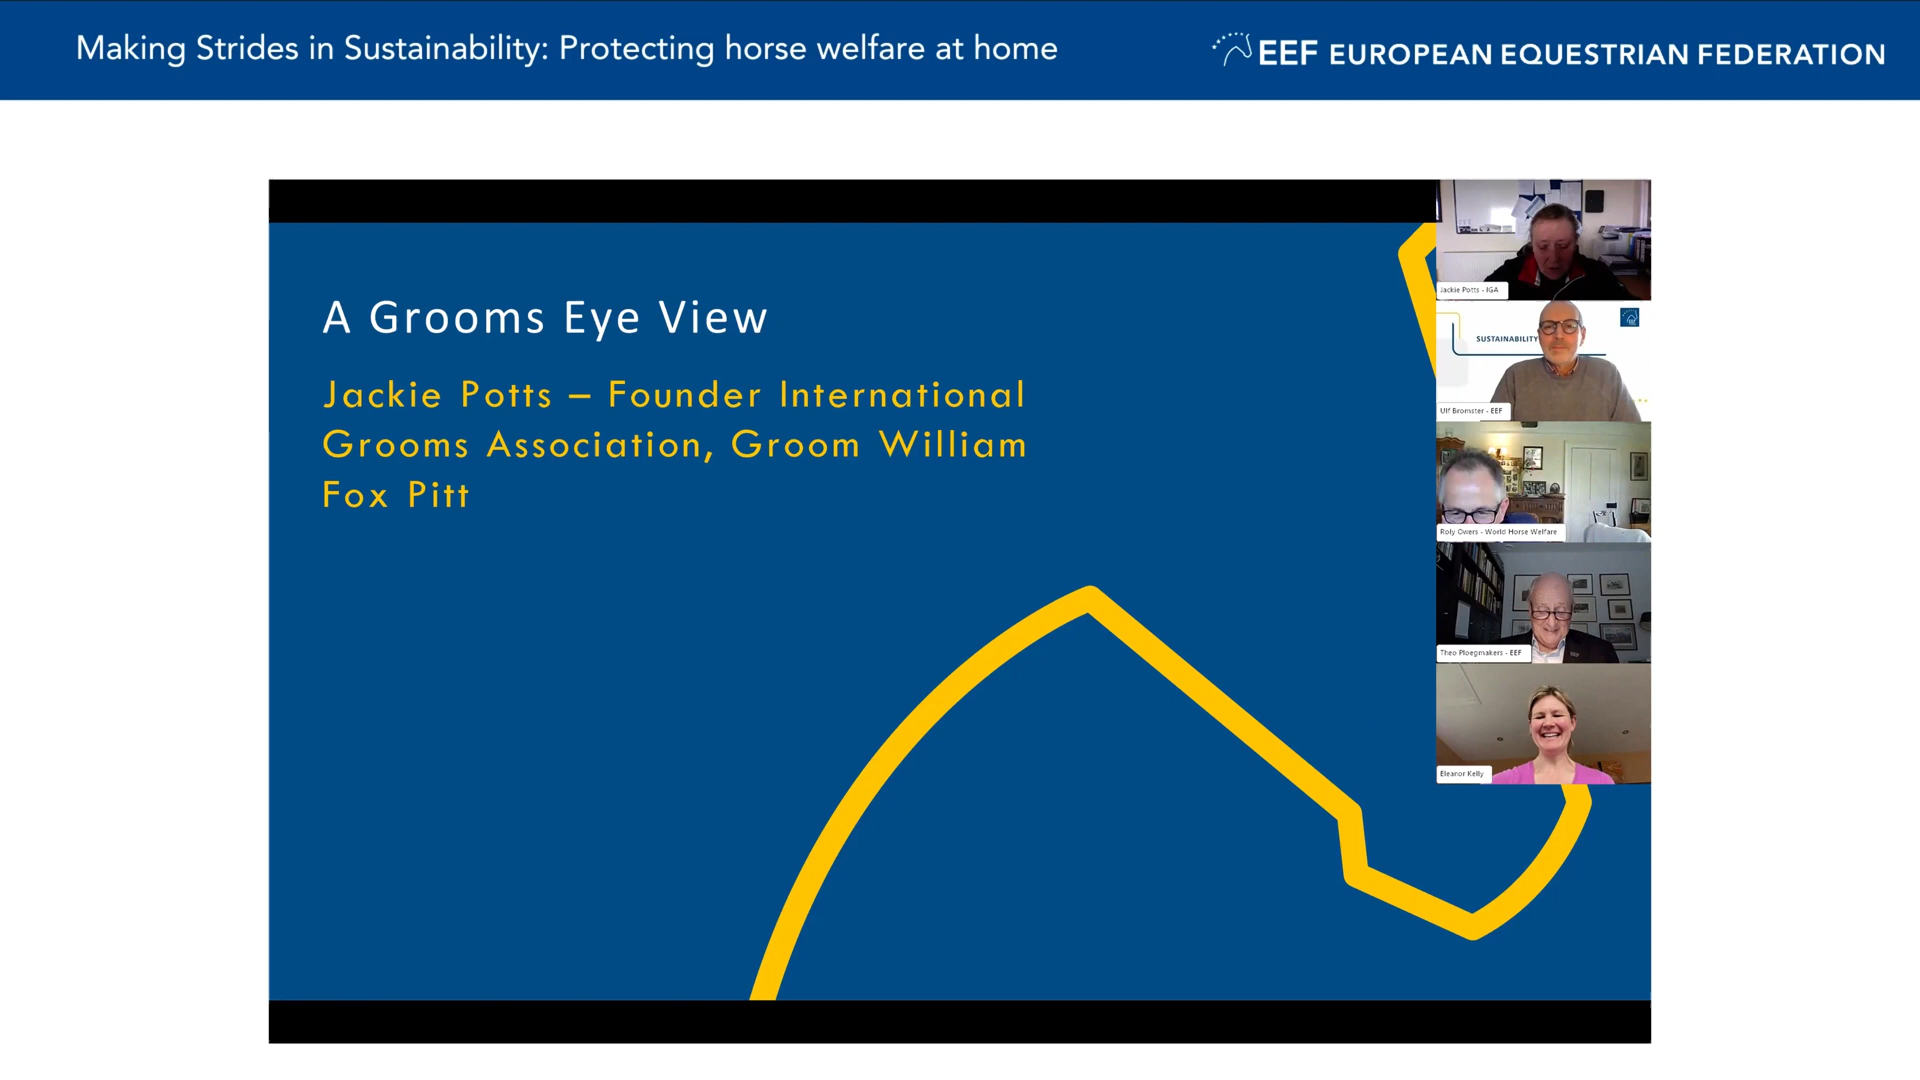 Making Strides in Sustainability: Protecting horse welfare at home
EEF EUROPEAN EQUESTRIAN FEDERATION
A Grooms Eye View
Jackie Potts – Founder International
Grooms Association, Groom William
Fox Pitt
Jackie Potts - IGA
SUSTAINABILITY
Ulf Bromster - EEF
Roly Owers - World Horse Welfare
Theo Ploegmakers - EEF
Eleanor Kelly